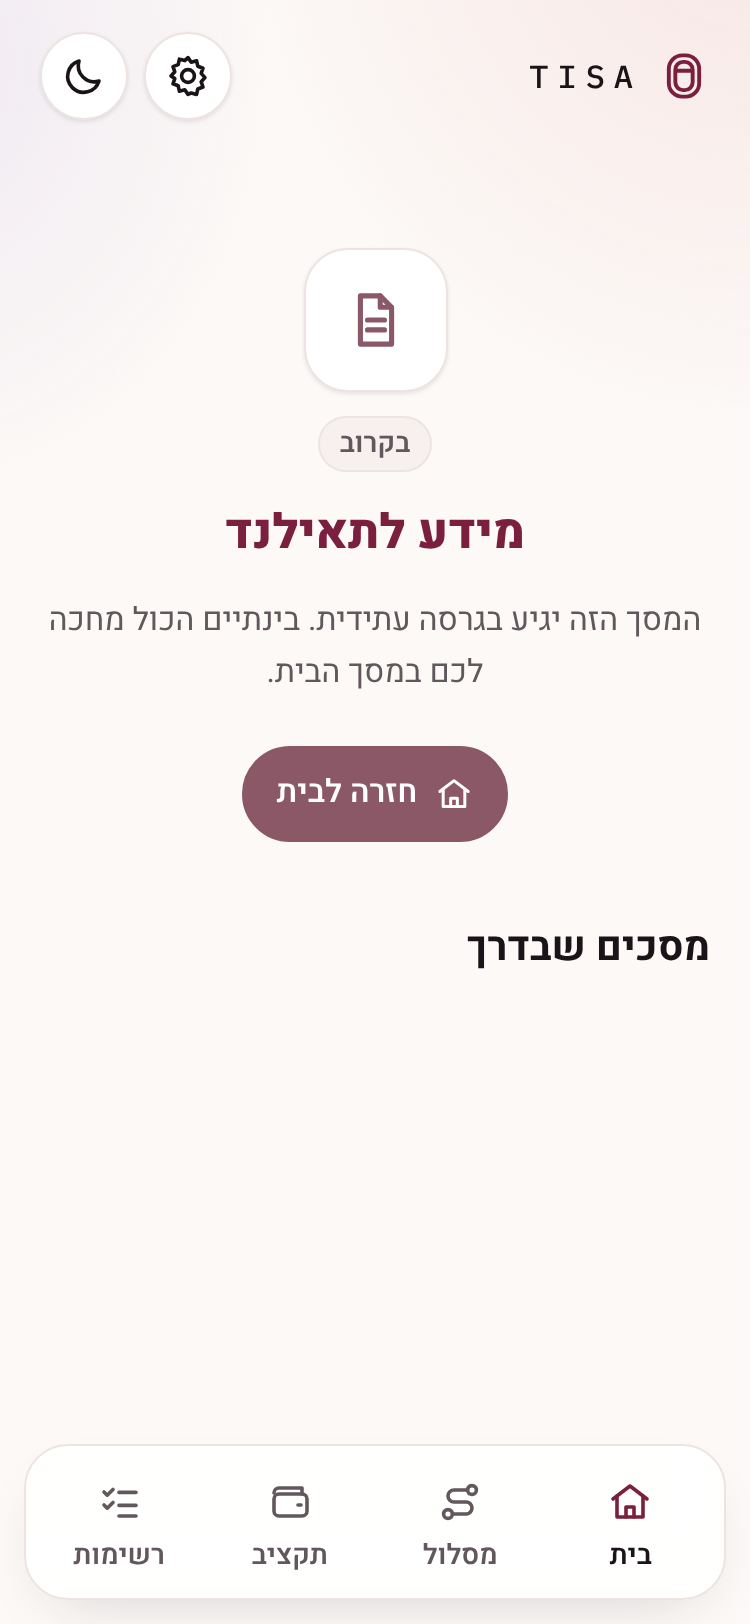 TISA
בקרוב
מידע לתאילנד
המסך הזה יגיע בגרסה עתידית. בינתיים הכול מחכה
לכם במסך הבית.
חזרה לבית
מסכים שבדרך
בית
מסלול
תקציב
רשימות